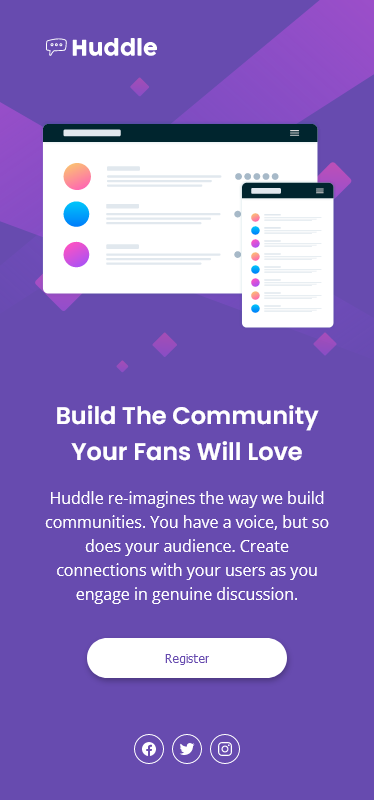 Huddle
Build The Community
Your Fans Will Love
Huddle re-imagines the way we build
communities. You have a voice, but so
does your audience. Create
connections with your users as you
engage in genuine discussion.
Register